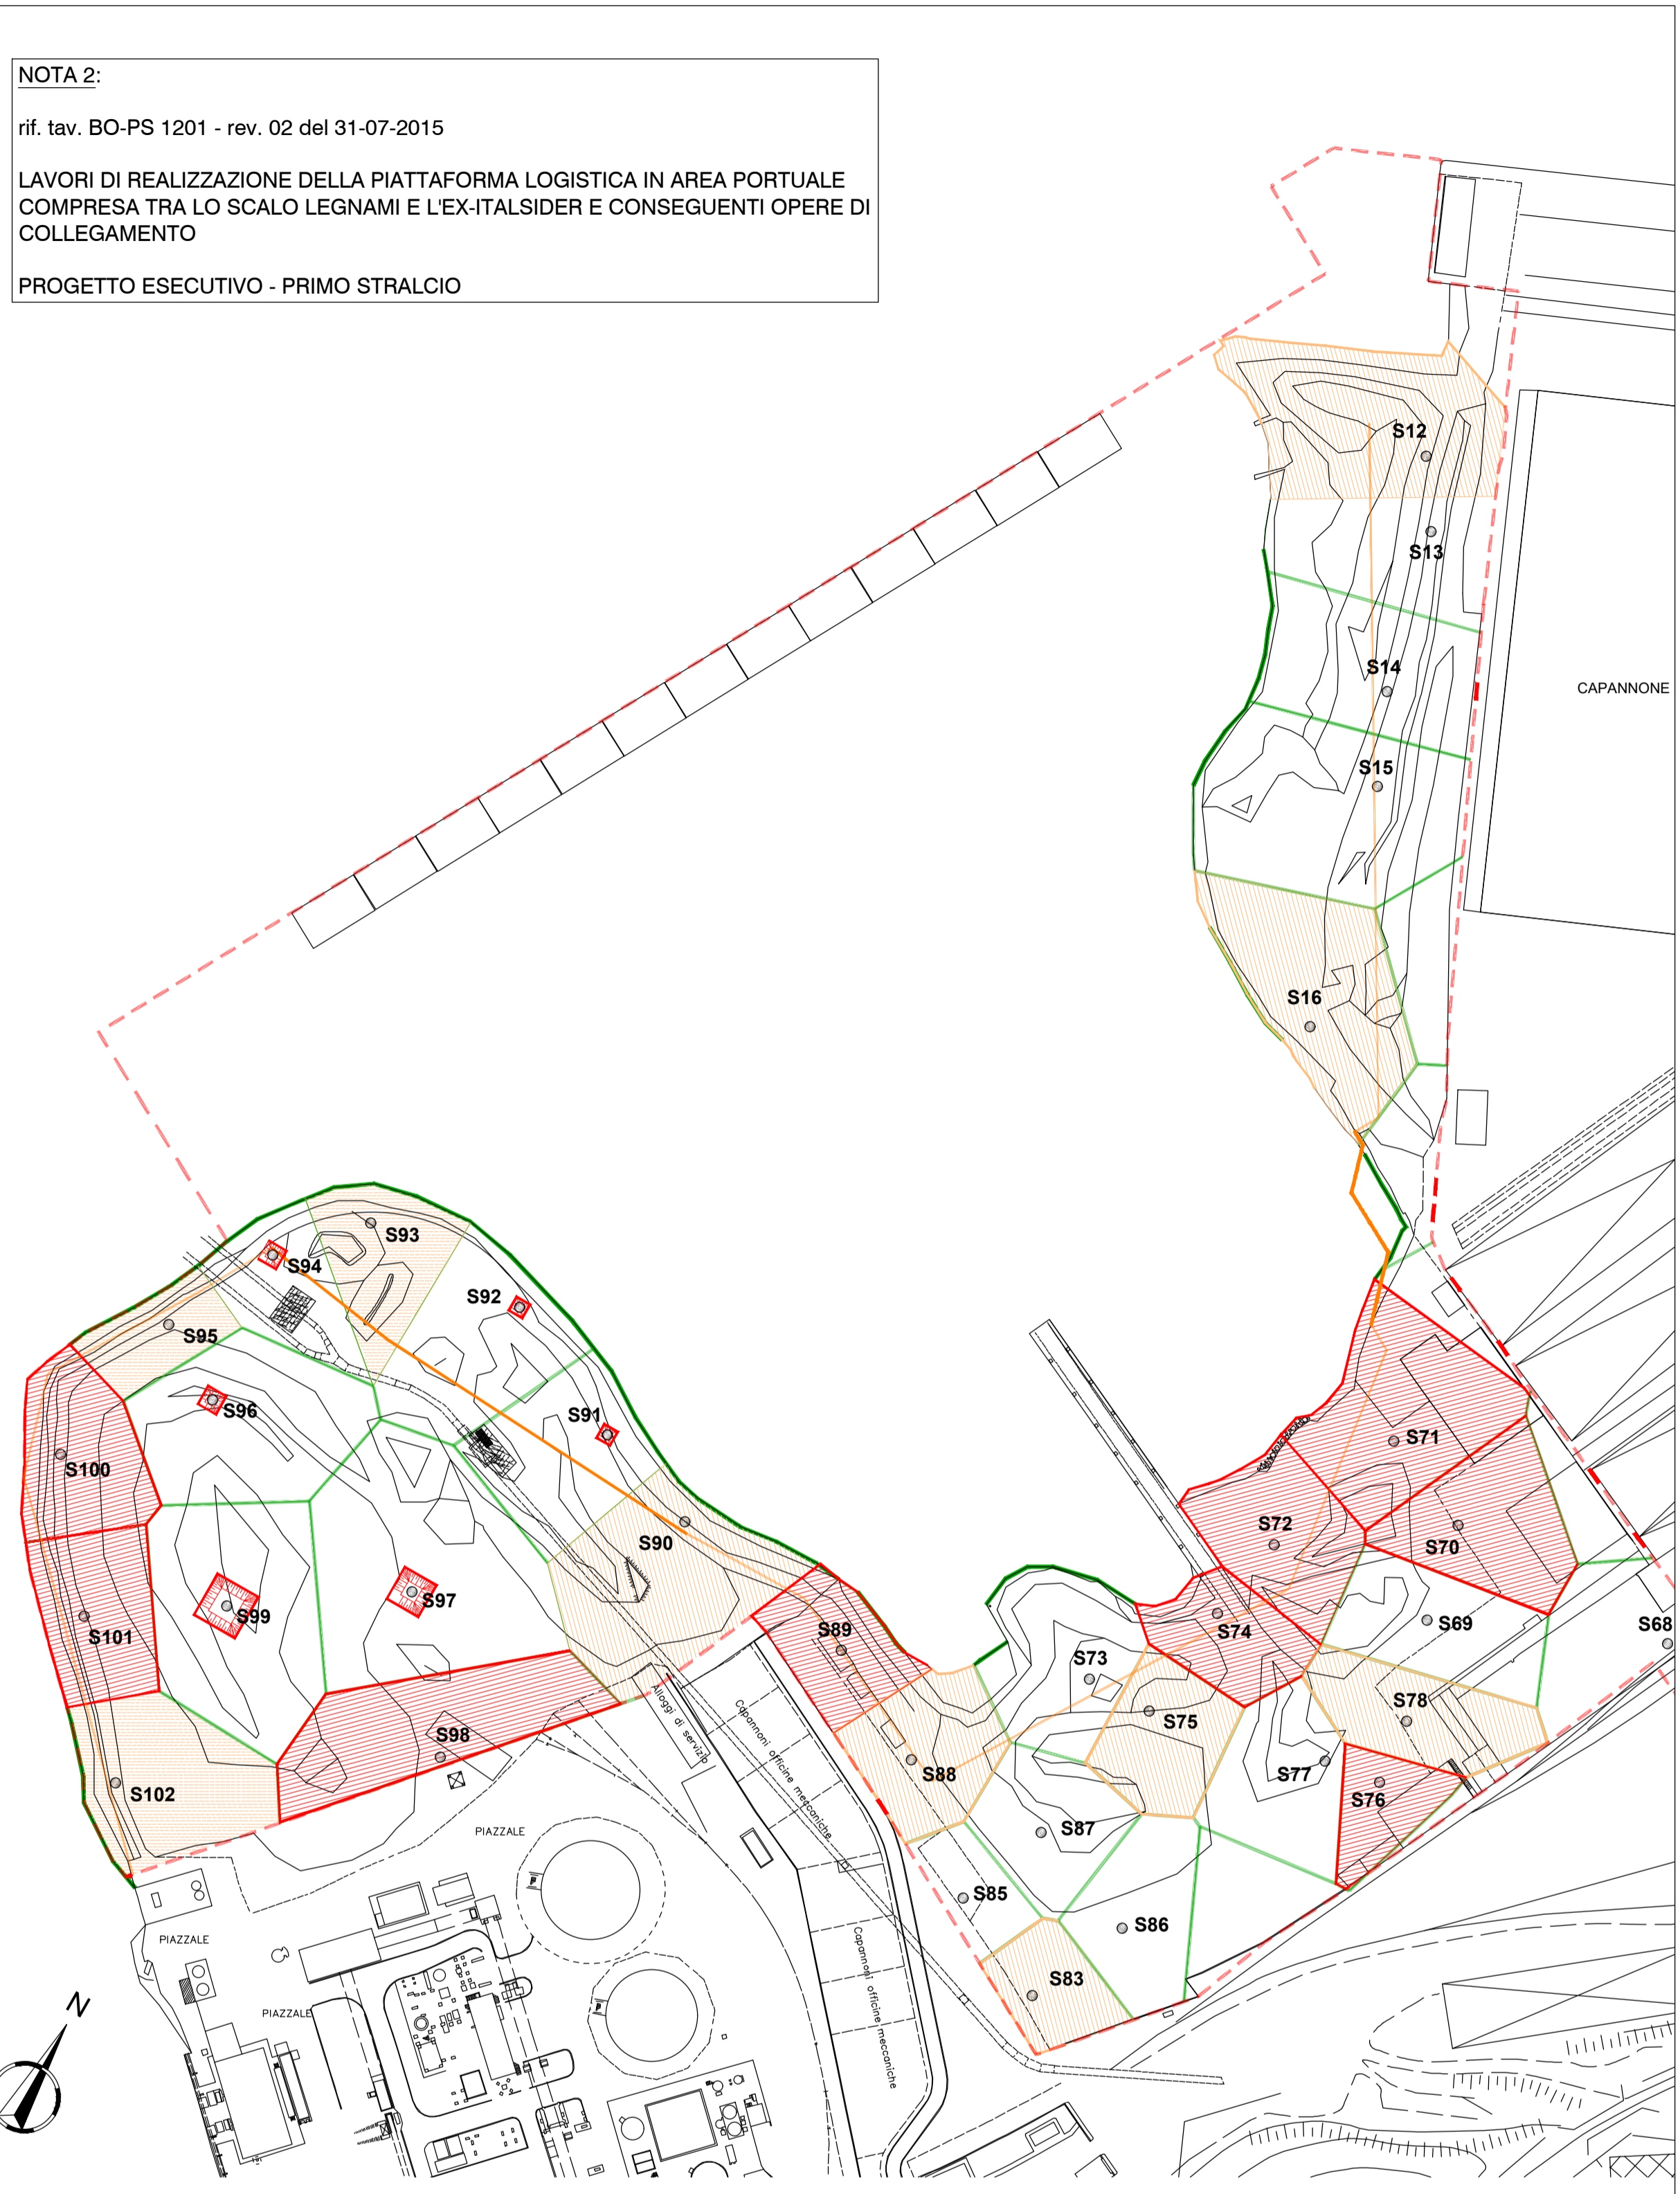 NOTA 2:
rif. tav. BO-PS 1201 - rev. 02 del 31-07-2015
LAVORI DI REALIZZAZIONE DELLA PIATTAFORMA LOGISTICA IN AREA PORTUALE
COMPRESA TRA LO SCALO LEGNAMI E L'EX-ITALSIDER E CONSEGUENTI OPERE DI
COLLEGAMENTO
PROGETTO ESECUTIVO - PRIMO STRALCIO
S12
S13
S14
CAPANNONE
S15
S16
S93
S94
S92
S95
S96
S91
S71
S100
S72
S90
S70
S97
S99
S69
S89
S74
S68
S101
S73
S78
S75
S98
Alloggi di servizio
Capannoni officine meccaniche
S88
S77
S102
S76
PIAZZALE
S87
S85
S86
PIAZZALE
Capannoni officine meccaniche
S83
PIAZZALE
N